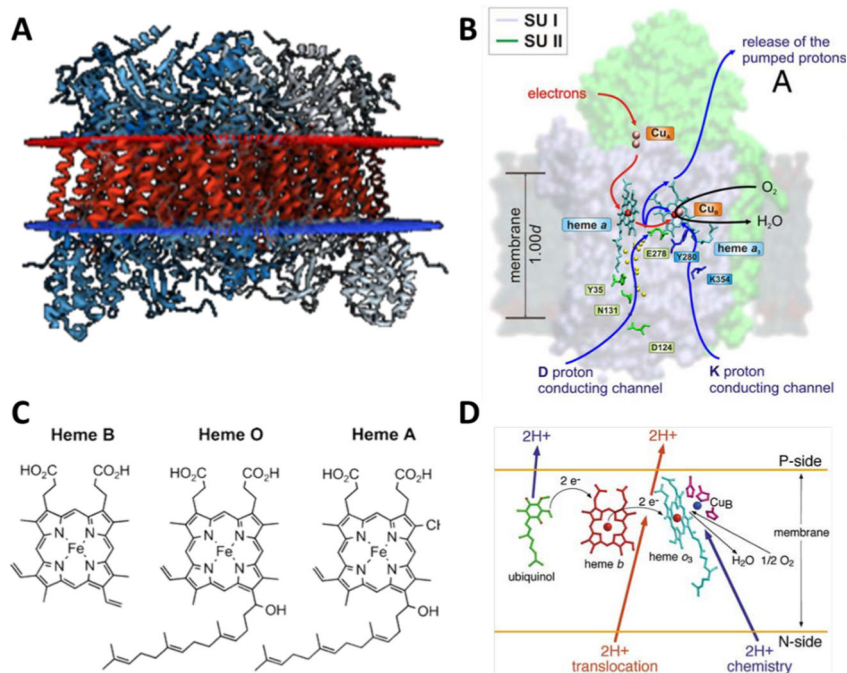 A
B
SU I
SU II
release of the
pumped protons
A
electrons
CuA
O2
CuB
H2O
heme a
heme a3
membrane
1.00d
E278
Y280
K354
Y35
N131
D124
D proton
conducting channel
K proton
conducting channel
C
Heme B
Heme O
Heme A
HO2C CO2H
HO2C CO2H
HO2C CO2H
CH
N N
Fe
N N
N N
Fe
N N
N N
Fe
N N
OH
OH
D
2H+
2H+
P-side
2 e-
2 e-
CuB
membrane
ubiquinol
heme b
heme o3
H2O
1/2 O2
N-side
2H+
translocation
2H+
chemistry